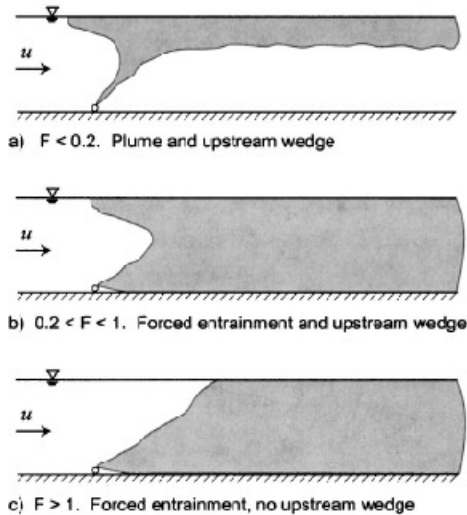 u
a) F < 0.2. Plume and upstream wedge
u
b) 0.2 < F < 1. Forced entrainment and upstream wedge
u
c) F > 1. Forced entrainment, no upstream wedge